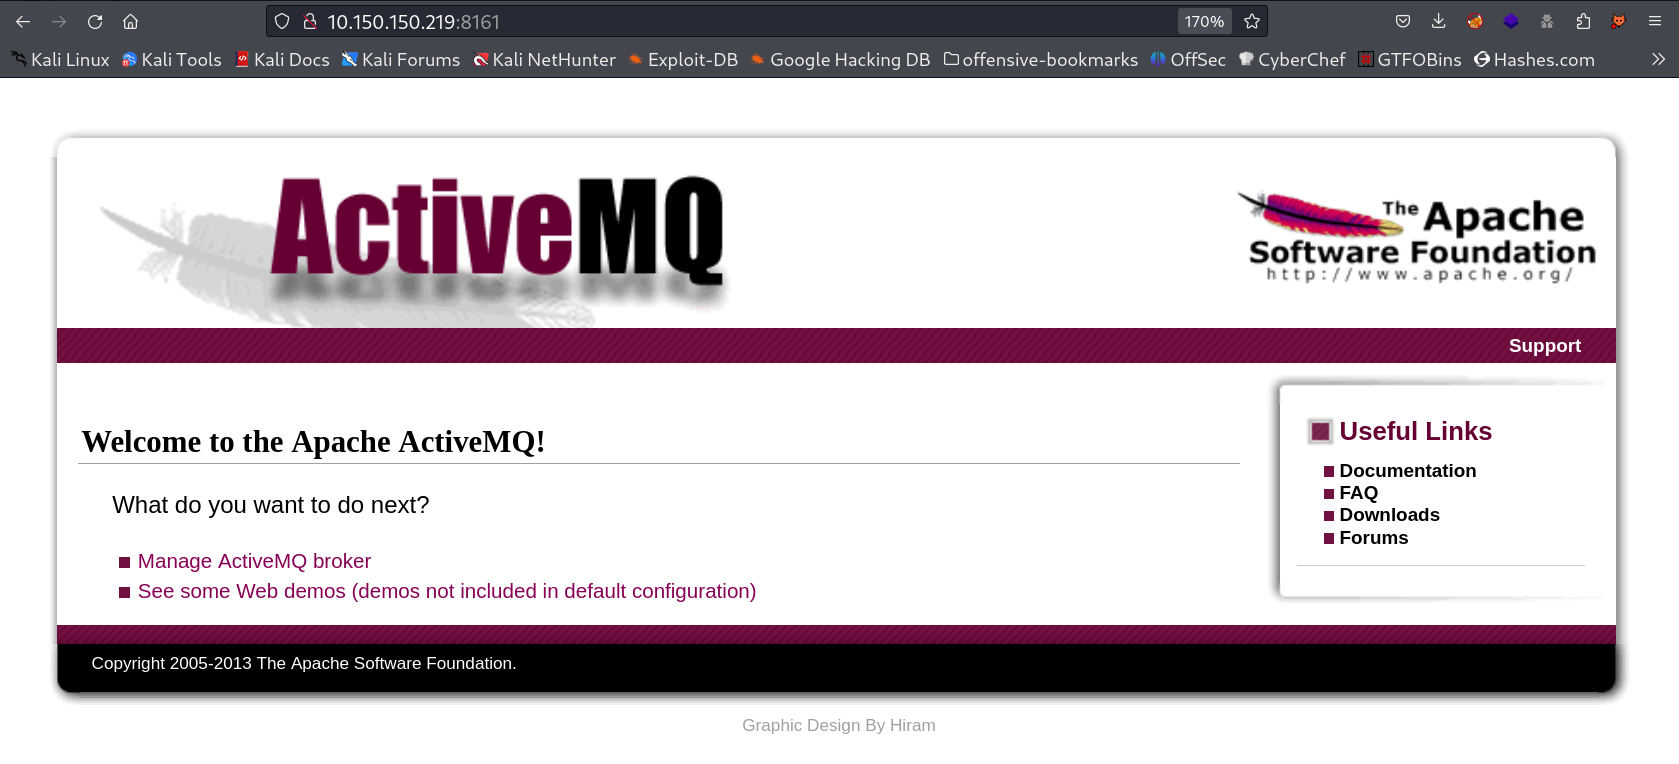 10.150.150.219:8161
170%
Kali Linux Kali Tools Kali Docs Kali Forums Kali NetHunter Exploit-DB Google Hacking DB offensive-bookmarks OffSec CyberChef GTFOBins Hashes.com
ActiveMQ
The Apache
Software Foundation
http://www.apache.org/
Support
Welcome to the Apache ActiveMQ!
What do you want to do next?
Manage ActiveMQ broker
See some Web demos (demos not included in default configuration)
Useful Links
Documentation
FAQ
Downloads
Forums
Copyright 2005-2013 The Apache Software Foundation.
Graphic Design By Hiram